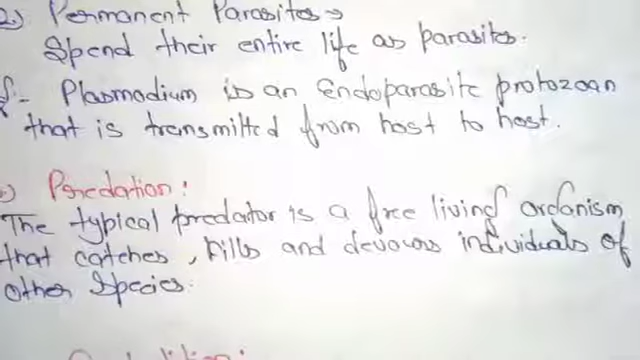 2) Permanent Parasites→
Spend their entire life as parasites.
Plasmodium is an Endoparasite protozoan
that is transmitted from host to host.
Predation:
The typical predator is a free living organism
that catches, kills and devours individuals of
Other species.